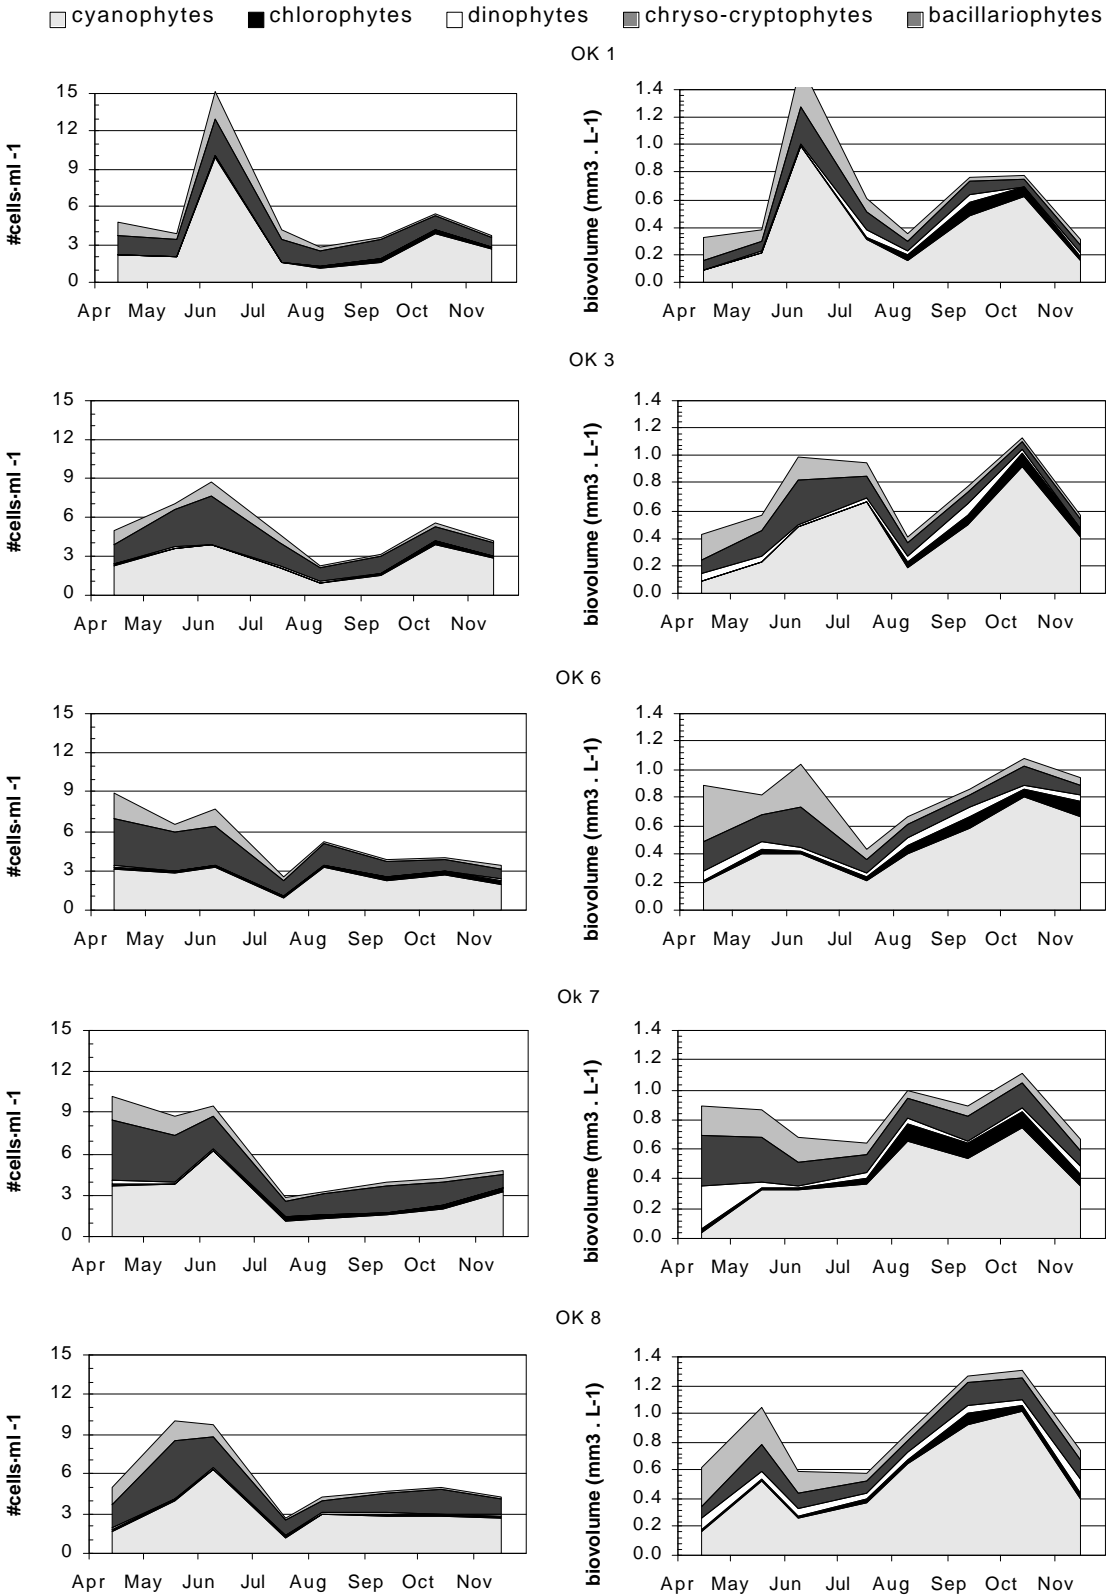 cyanophytes chlorophytes dinophytes chryso-cryptophytes bacillariophytes
OK 1
#cells·ml -1
15
12
9
6
3
0
Apr May Jun Jul Aug Sep Oct Nov
biovolume (mm3 . L-1)
1.4
1.2
1.0
0.8
0.6
0.4
0.2
0.0
Apr May Jun Jul Aug Sep Oct Nov
OK 3
#cells·ml -1
15
12
9
6
3
0
Apr May Jun Jul Aug Sep Oct Nov
biovolume (mm3 . L-1)
1.4
1.2
1.0
0.8
0.6
0.4
0.2
0.0
Apr May Jun Jul Aug Sep Oct Nov
OK 6
#cells·ml -1
15
12
9
6
3
0
Apr May Jun Jul Aug Sep Oct Nov
biovolume (mm3 . L-1)
1.4
1.2
1.0
0.8
0.6
0.4
0.2
0.0
Apr May Jun Jul Aug Sep Oct Nov
Ok 7
#cells·ml -1
15
12
9
6
3
0
Apr May Jun Jul Aug Sep Oct Nov
biovolume (mm3 . L-1)
1.4
1.2
1.0
0.8
0.6
0.4
0.2
0.0
Apr May Jun Jul Aug Sep Oct Nov
OK 8
#cells·ml -1
15
12
9
6
3
0
Apr May Jun Jul Aug Sep Oct Nov
biovolume (mm3 . L-1)
1.4
1.2
1.0
0.8
0.6
0.4
0.2
0.0
Apr May Jun Jul Aug Sep Oct Nov